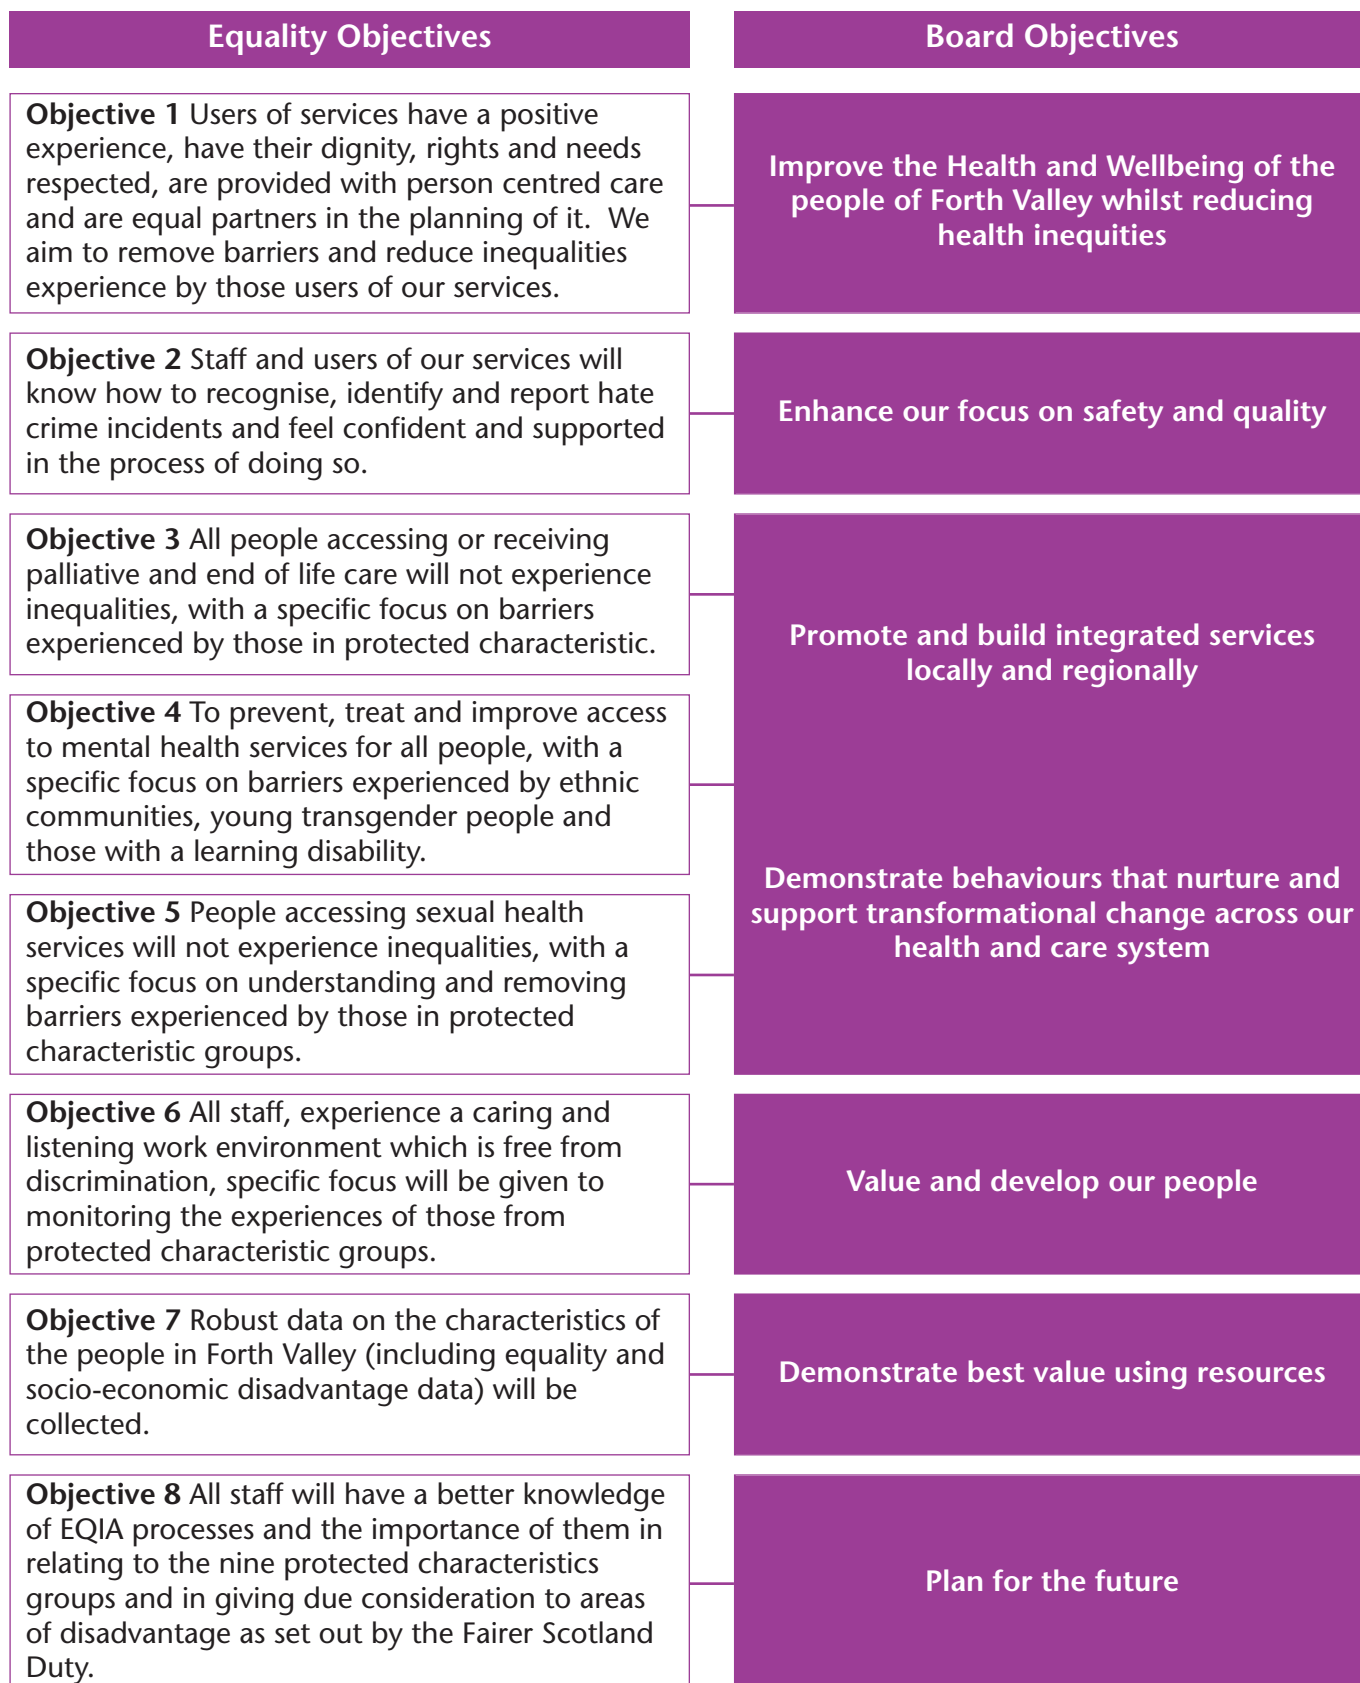 Equality Objectives
Board Objectives
Objective 1 Users of services have a positive
experience, have their dignity, rights and needs
respected, are provided with person centred care
and are equal partners in the planning of it.  We
aim to remove barriers and reduce inequalities
experience by those users of our services.
Improve the Health and Wellbeing of the
people of Forth Valley whilst reducing
health inequities
Objective 2 Staff and users of our services will
know how to recognise, identify and report hate
crime incidents and feel confident and supported
in the process of doing so.
Enhance our focus on safety and quality
Objective 3 All people accessing or receiving
palliative and end of life care will not experience
inequalities, with a specific focus on barriers
experienced by those in protected characteristic.
Promote and build integrated services
locally and regionally
Objective 4 To prevent, treat and improve access
to mental health services for all people, with a
specific focus on barriers experienced by ethnic
communities, young transgender people and
those with a learning disability.
Demonstrate behaviours that nurture and
support transformational change across our
health and care system
Objective 5 People accessing sexual health
services will not experience inequalities, with a
specific focus on understanding and removing
barriers experienced by those in protected
characteristic groups.
Objective 6 All staff, experience a caring and
listening work environment which is free from
discrimination, specific focus will be given to
monitoring the experiences of those from
protected characteristic groups.
Value and develop our people
Objective 7 Robust data on the characteristics of
the people in Forth Valley (including equality and
socio-economic disadvantage data) will be
collected.
Demonstrate best value using resources
Objective 8 All staff will have a better knowledge
of EQIA processes and the importance of them in
relating to the nine protected characteristics
groups and in giving due consideration to areas
of disadvantage as set out by the Fairer Scotland
Duty.
Plan for the future